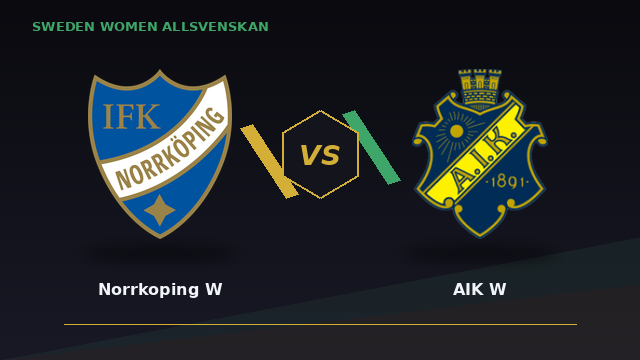 SWEDEN WOMEN ALLSVENSKAN
IFK
NORRKÖPING
VS
A.I.K.
·1891·
Norrkoping W
AIK W